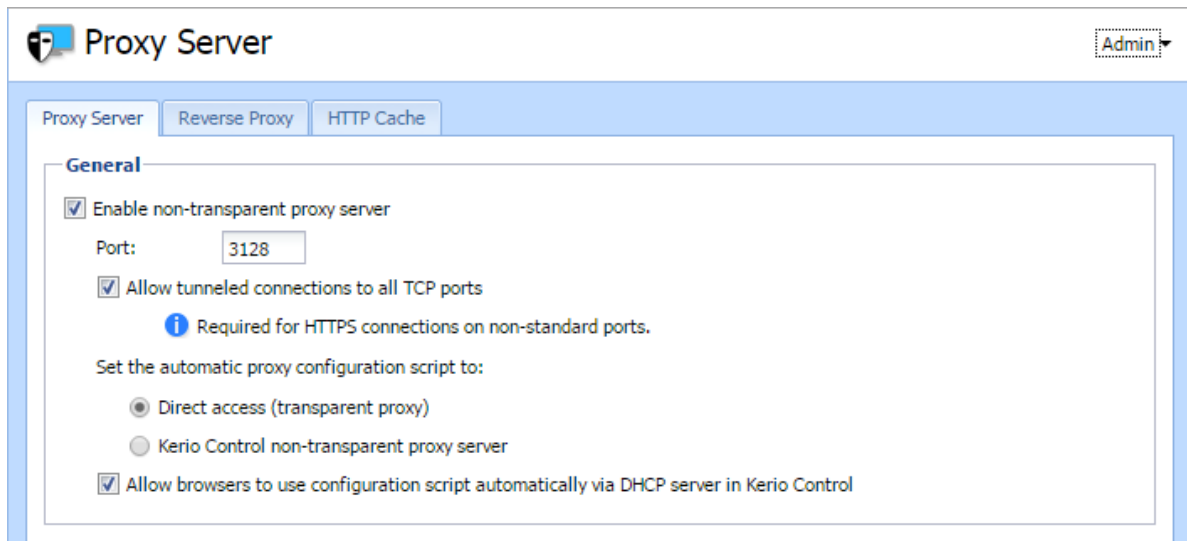 Proxy Server
Admin
Proxy Server Reverse Proxy HTTP Cache
General
Enable non-transparent proxy server
Port: 3128
Allow tunneled connections to all TCP ports
Required for HTTPS connections on non-standard ports.
Set the automatic proxy configuration script to:
Direct access (transparent proxy)
Kerio Control non-transparent proxy server
Allow browsers to use configuration script automatically via DHCP server in Kerio Control